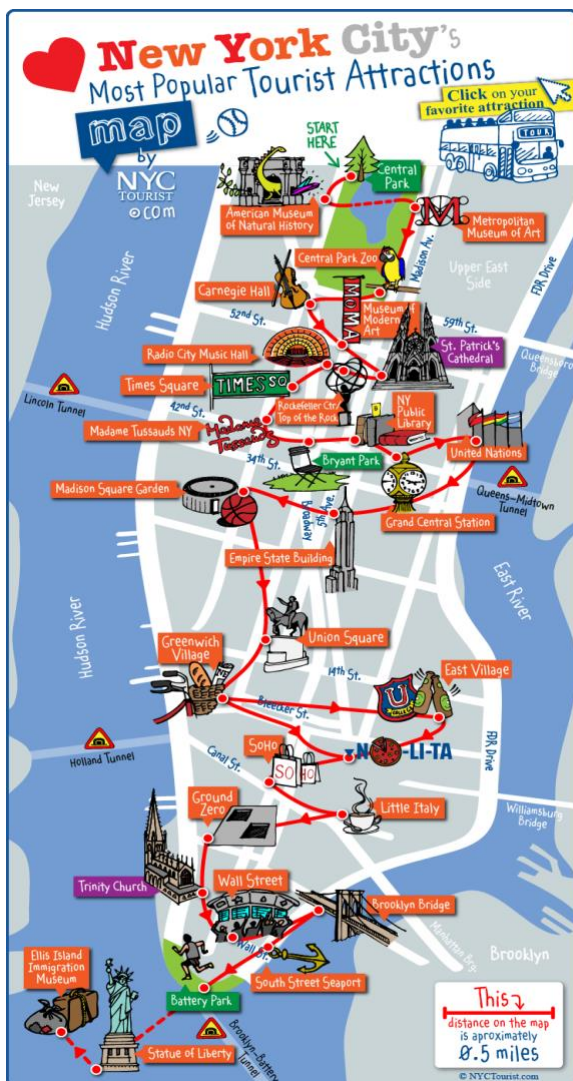 New York City's
Most Popular Tourist Attractions
map
by
NYC
TOURIST
.com
Click on your
favorite attraction
TOUR
START
HERE
Central
Park
New
Jersey
American Museum
of Natural History
M
Metropolitan
Museum of Art
Central Park Zoo
Madison Av.
Upper East
Side
FDR Drive
Hudson River
Carnegie Hall
MoMA
Museum of
Modern
Art
52nd St.
59th St.
St. Patrick's
Cathedral
Queensboro
Bridge
Radio City Music Hall
Times Square
TIMES SQ
Lincoln Tunnel
42nd St.
Rockefeller Ctr.
Top of the Rock
NY
Public
Library
Madame Tussauds NY
Madame
Tussauds
United Nations
34th St.
Bryant Park
Madison Square Garden
Queens-Midtown
Tunnel
Broadway
5th Ave.
Grand Central Station
Empire State Building
East River
Hudson River
Union Square
Greenwich
Village
14th St.
East Village
U
Bleecker St.
NO-LI-TA
FDR Drive
Holland Tunnel
SoHo
SO HO
Canal St.
Ground
Zero
Little Italy
Williamsburg
Bridge
Trinity Church
Wall Street
Brooklyn Bridge
Wall St.
Manhattan Brg.
Brooklyn
Ellis Island
Immigration
Museum
South Street Seaport
Battery Park
Brooklyn-Battery
Tunnel
Statue of Liberty
This
distance on the map
is aproximately
0.5 miles
© NYCTourist.com